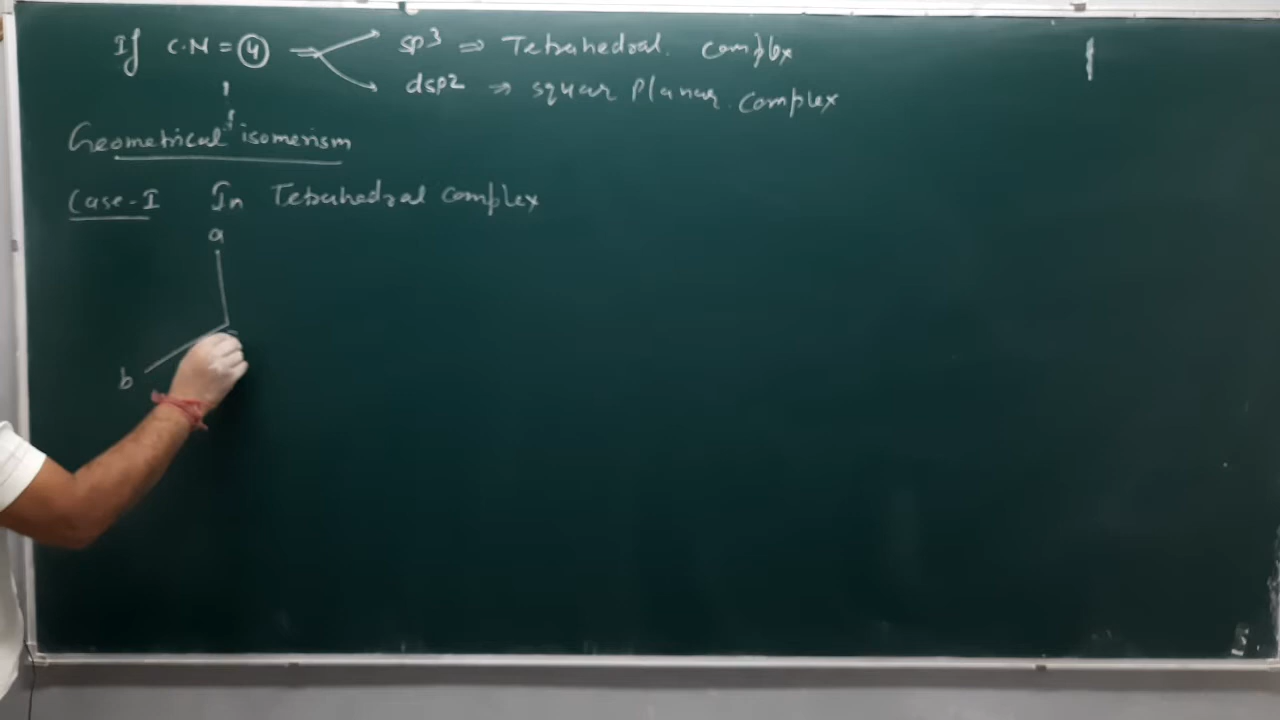 If C.N = 4 ⇒ sp3 ⇒ Tetrahedral complex
dsp2 ⇒ squar planar complex
Geometrical isomerism
Case-I In Tetrahedral complex
a
b